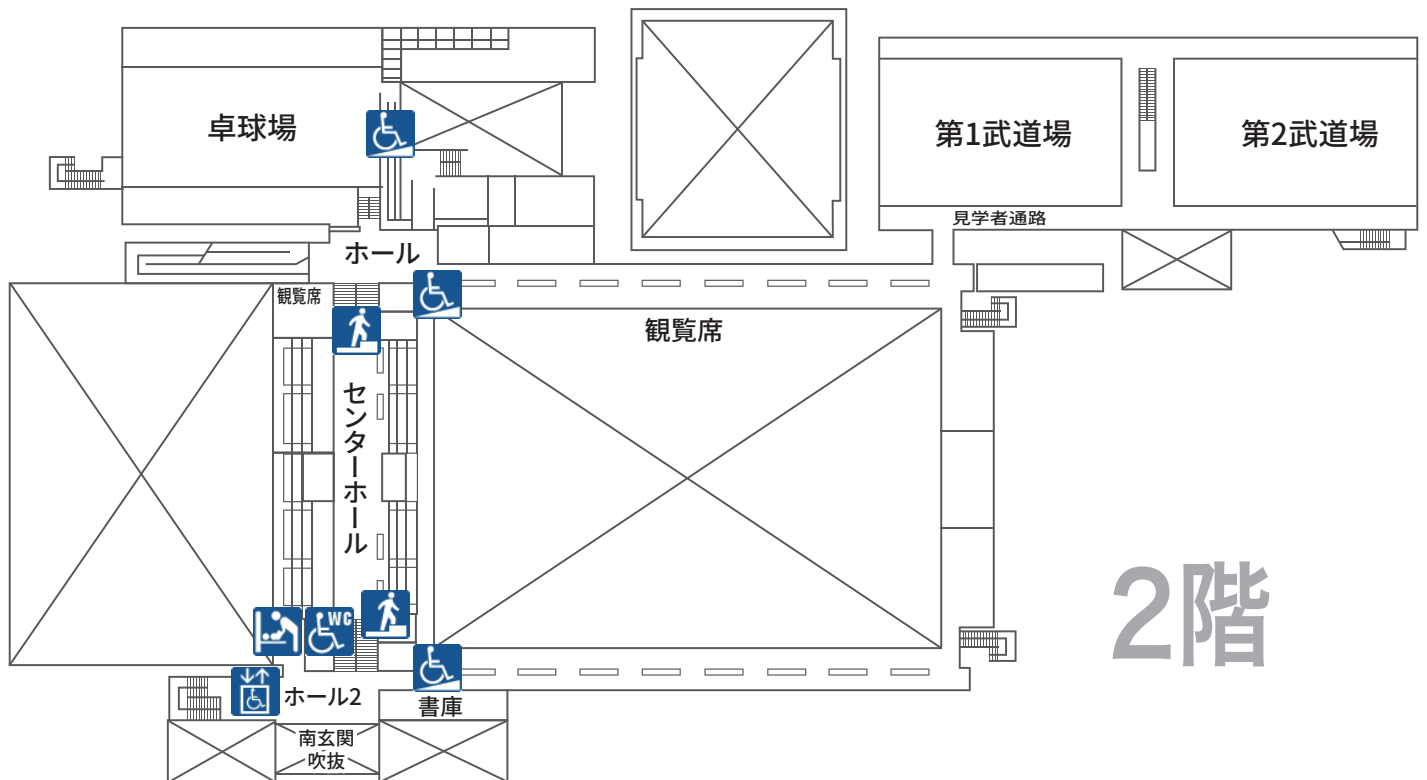 卓球場
第1武道場
第2武道場
見学者通路
ホール
観覧席
観覧席
センターホール
2階
WC
ホール2
書庫
南玄関
吹抜